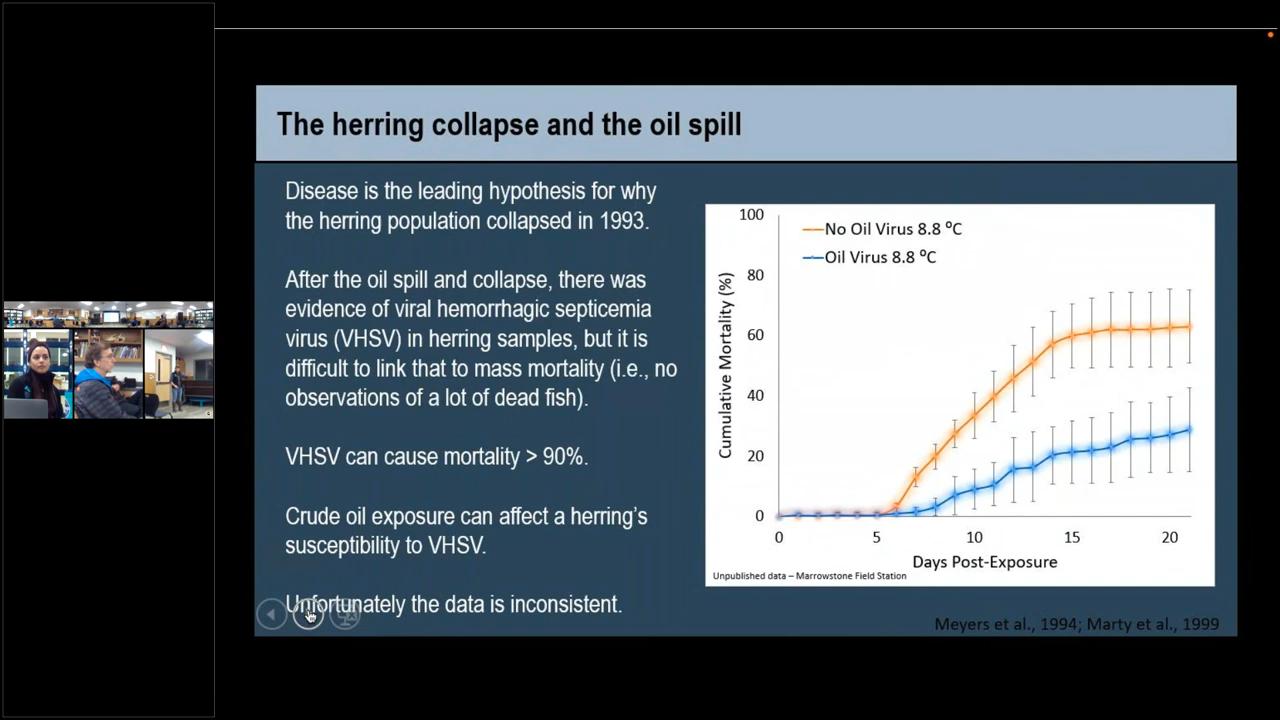 The herring collapse and the oil spill
Disease is the leading hypothesis for why
the herring population collapsed in 1993.
After the oil spill and collapse, there was
evidence of viral hemorrhagic septicemia
virus (VHSV) in herring samples, but it is
difficult to link that to mass mortality (i.e., no
observations of a lot of dead fish).
VHSV can cause mortality > 90%.
Crude oil exposure can affect a herring's
susceptibility to VHSV.
Unfortunately the data is inconsistent.
No Oil Virus 8.8 ⁰C
Oil Virus 8.8 ⁰C
Cumulative Mortality (%)
100
80
60
40
20
0
0 5 10 15 20
Days Post-Exposure
Unpublished data – Marrowstone Field Station
Meyers et al., 1994; Marty et al., 1999